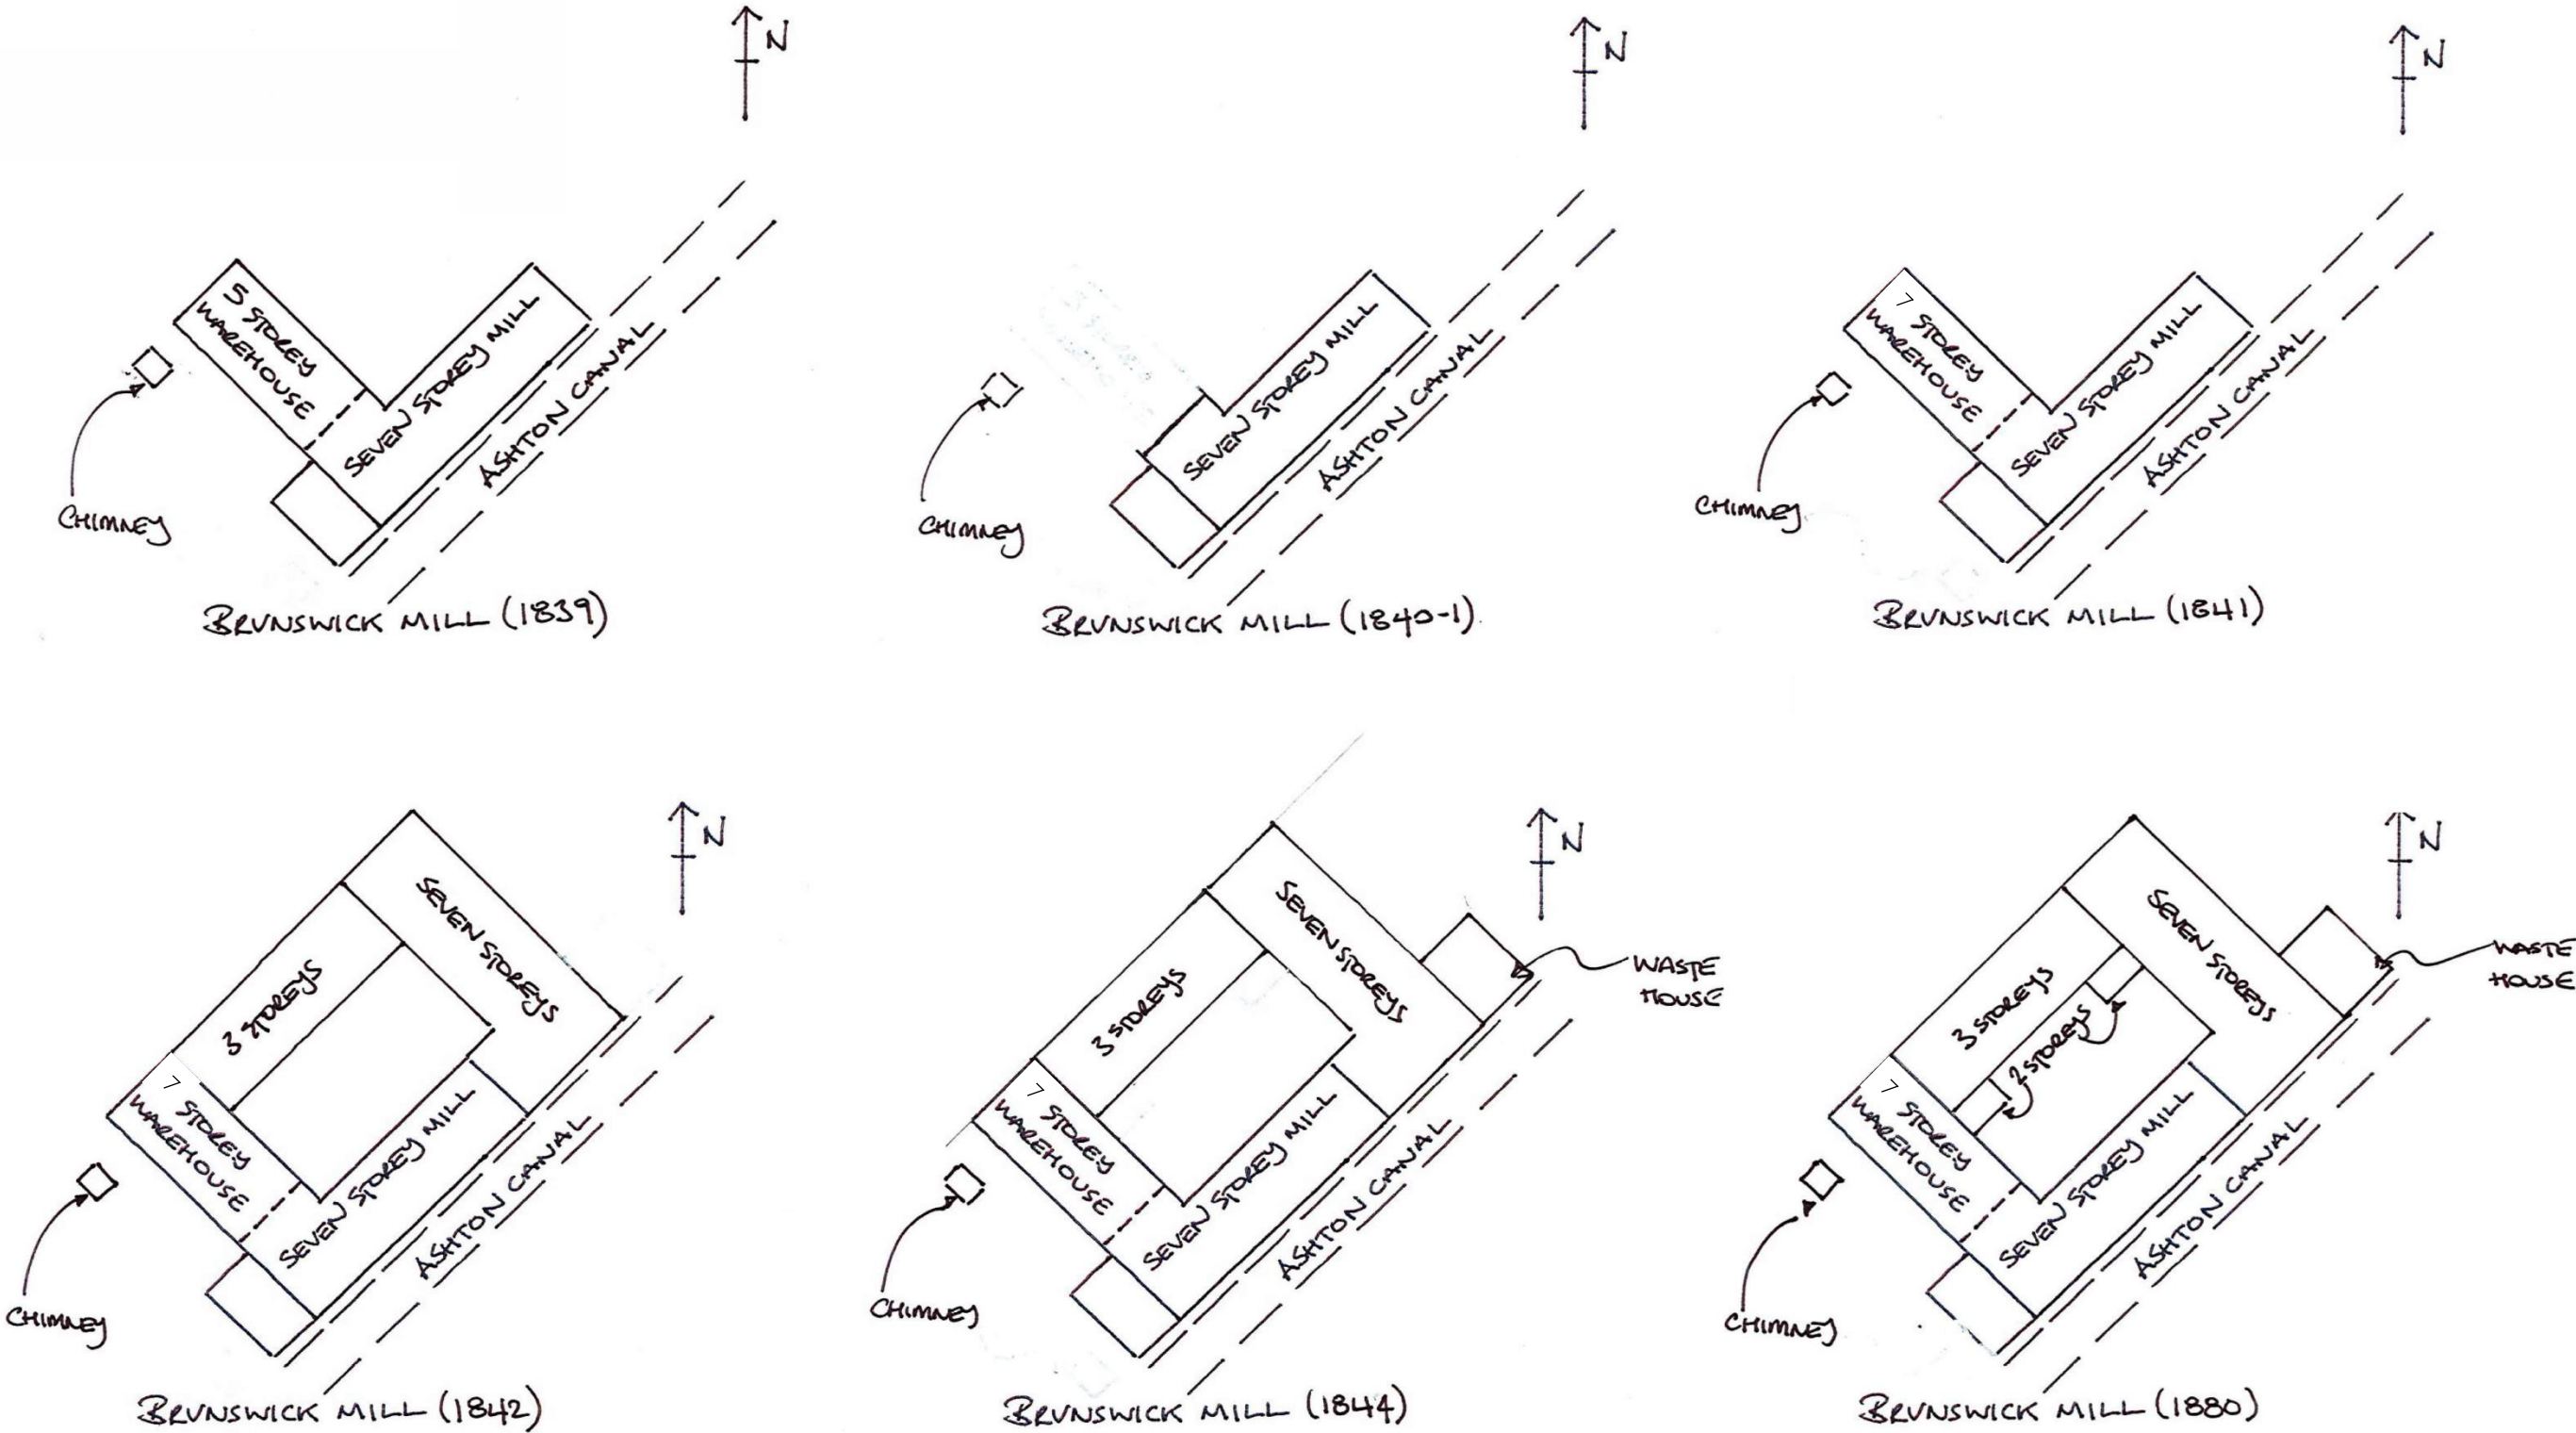 N
5 STOREY
WAREHOUSE
SEVEN STOREY MILL
ASHTON CANAL
CHIMNEY
BRUNSWICK MILL (1839)
N
SEVEN STOREY MILL
ASHTON CANAL
CHIMNEY
BRUNSWICK MILL (1840-1).
N
7 STOREY
WAREHOUSE
SEVEN STOREY MILL
ASHTON CANAL
CHIMNEY
BRUNSWICK MILL (1841)
N
SEVEN STOREYS
3 STOREYS
7 STOREY
WAREHOUSE
SEVEN STOREY MILL
ASHTON CANAL
CHIMNEY
BRUNSWICK MILL (1842)
N
SEVEN STOREYS
WASTE
HOUSE
3 STOREYS
7 STOREY
WAREHOUSE
SEVEN STOREY MILL
ASHTON CANAL
CHIMNEY
BRUNSWICK MILL (1844)
N
SEVEN STOREYS
WASTE
HOUSE
3 STOREYS
2 STOREYS
7 STOREY
WAREHOUSE
SEVEN STOREY MILL
ASHTON CANAL
CHIMNEY
BRUNSWICK MILL (1880)